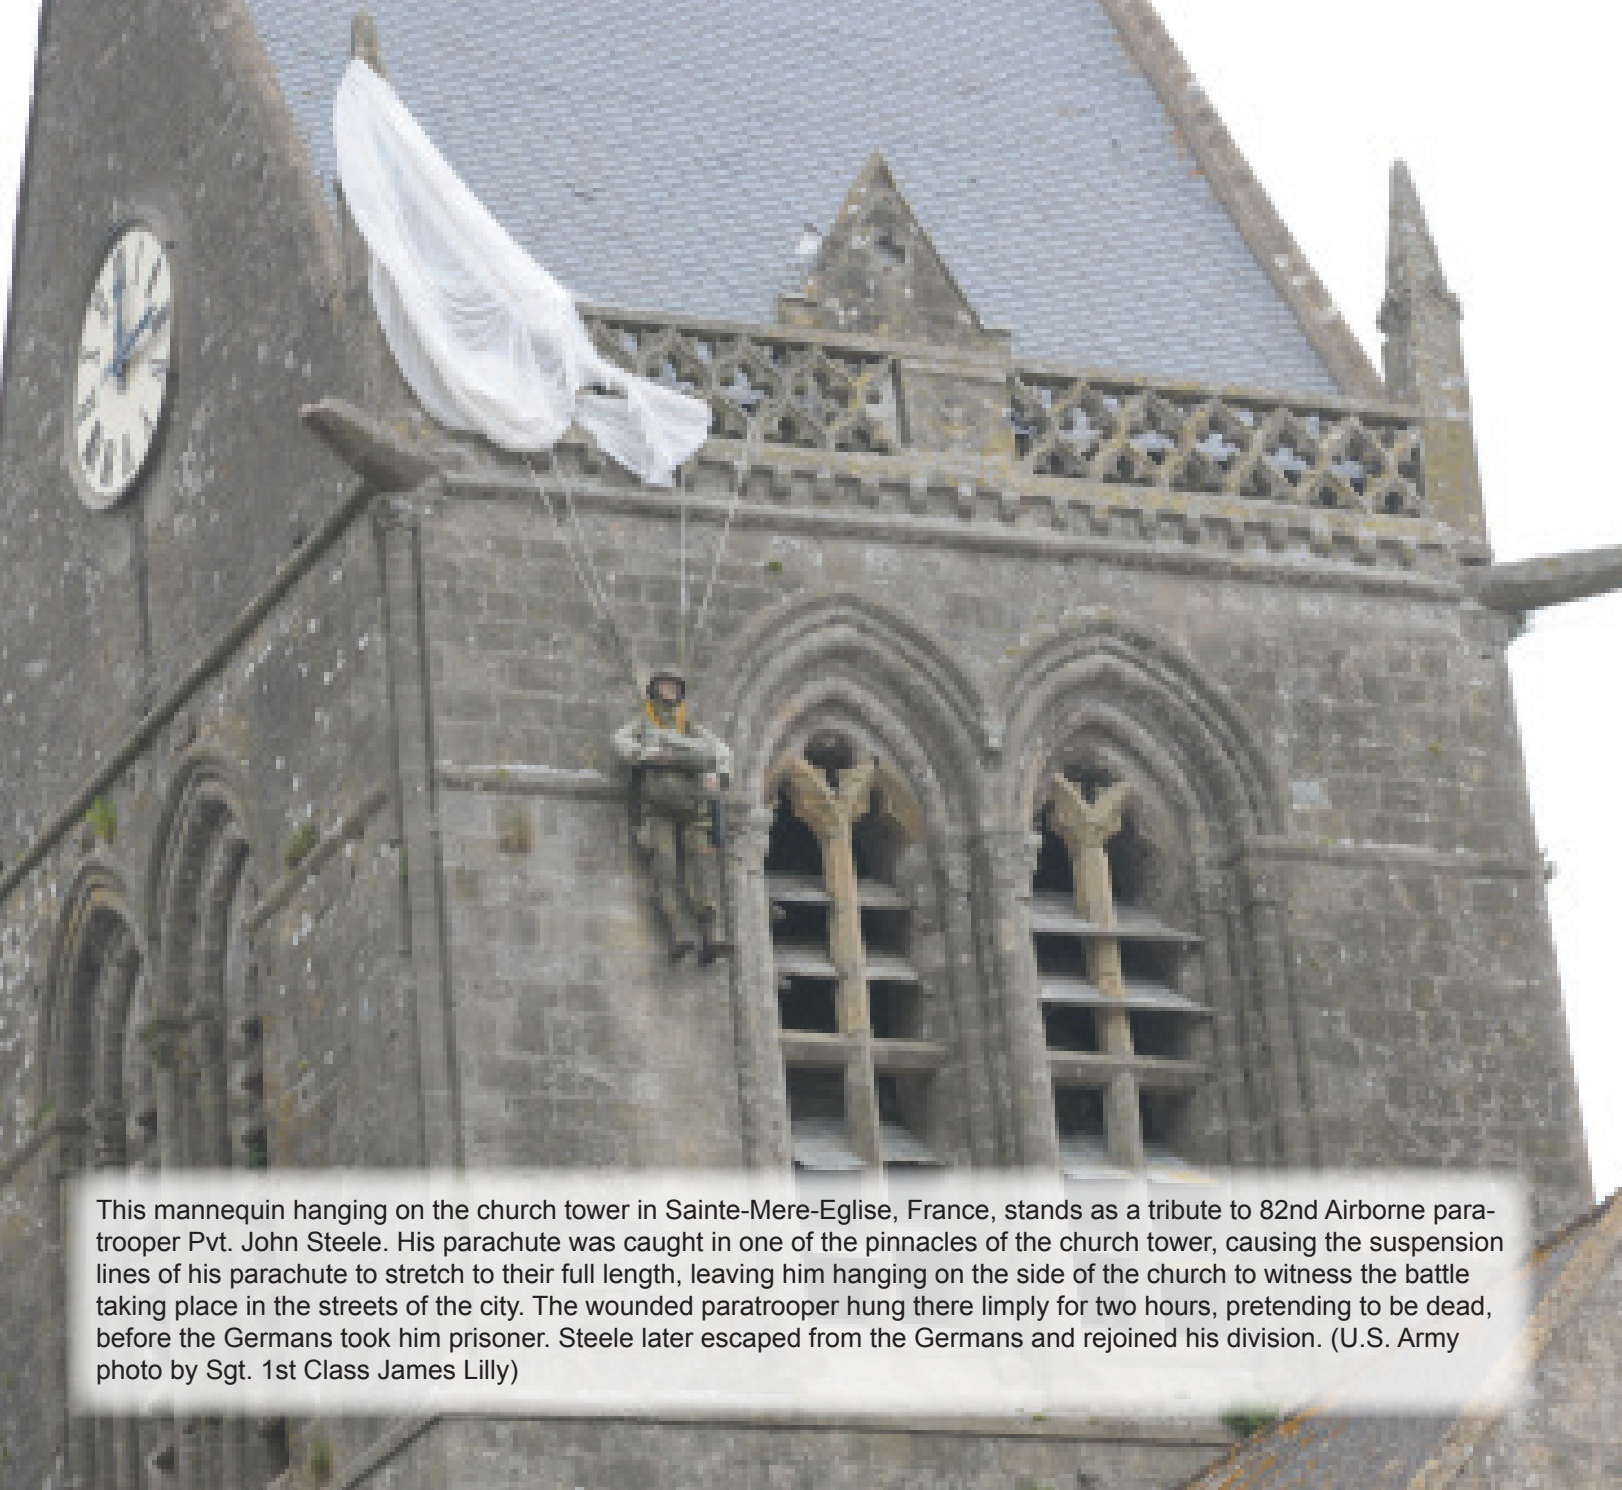 This mannequin hanging on the church tower in Sainte-Mere-Eglise, France, stands as a tribute to 82nd Airborne para-
trooper Pvt. John Steele. His parachute was caught in one of the pinnacles of the church tower, causing the suspension
lines of his parachute to stretch to their full length, leaving him hanging on the side of the church to witness the battle
taking place in the streets of the city. The wounded paratrooper hung there limply for two hours, pretending to be dead,
before the Germans took him prisoner. Steele later escaped from the Germans and rejoined his division. (U.S. Army
photo by Sgt. 1st Class James Lilly)